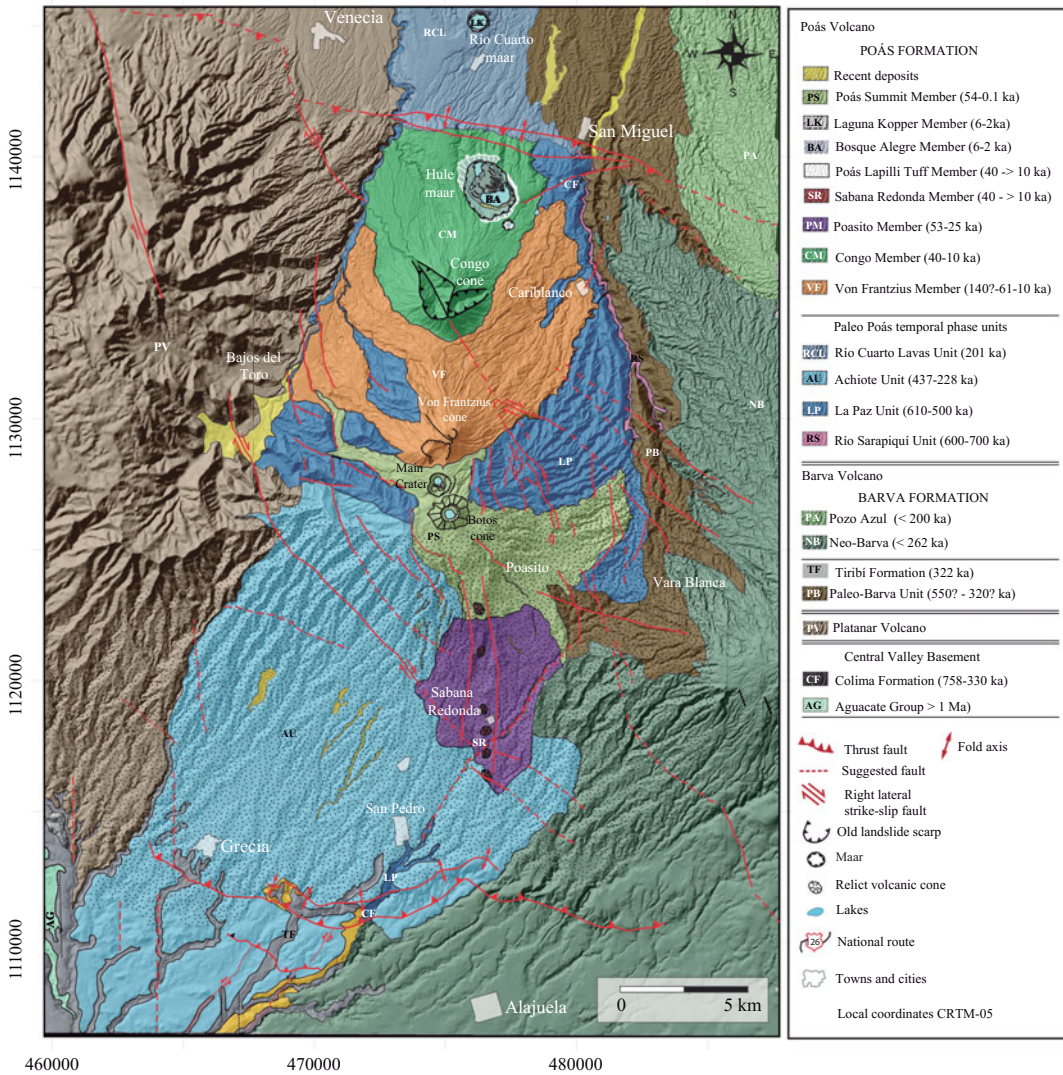 Venecia
RCL
LK
Río Cuarto
maar
N
W
E
S
San Miguel
PA
Hule
maar
BA
CF
CM
Congo
cone
Cariblanco
PV
Bajos del
Toro
VF
RS
Von Frantzius
cone
NB
Main
Crater
LP
PB
Botos
cone
PS
Poasito
Vara Blanca
Sabana
Redonda
AU
SR
San Pedro
Grecia
LP
CF
AG
TF
Alajuela
0
5 km
1140000
1130000
1120000
1110000
460000
470000
480000
Poás Volcano
POÁS FORMATION
Recent deposits
PS Poás Summit Member (54-0.1 ka)
LK Laguna Kopper Member (6-2ka)
BA Bosque Alegre Member (6-2 ka)
Poás Lapilli Tuff Member (40 -> 10 ka)
SR Sabana Redonda Member (40 - > 10 ka)
PM Poasito Member (53-25 ka)
CM Congo Member (40-10 ka)
VF Von Frantzius Member (140?-61-10 ka)
Paleo Poás temporal phase units
RCL Río Cuarto Lavas Unit (201 ka)
AU Achiote Unit (437-228 ka)
LP La Paz Unit (610-500 ka)
RS Río Sarapiquí Unit (600-700 ka)
Barva Volcano
BARVA FORMATION
PA Pozo Azul (< 200 ka)
NB Neo-Barva (< 262 ka)
TF Tiribí Formation (322 ka)
PB Paleo-Barva Unit (550? - 320? ka)
PV Platanar Volcano
Central Valley Basement
CF Colima Formation (758-330 ka)
AG Aguacate Group > 1 Ma)
Thrust fault
Fold axis
Suggested fault
Right lateral
strike-slip fault
Old landslide scarp
Maar
Relict volcanic cone
Lakes
26 National route
Towns and cities
Local coordinates CRTM-05